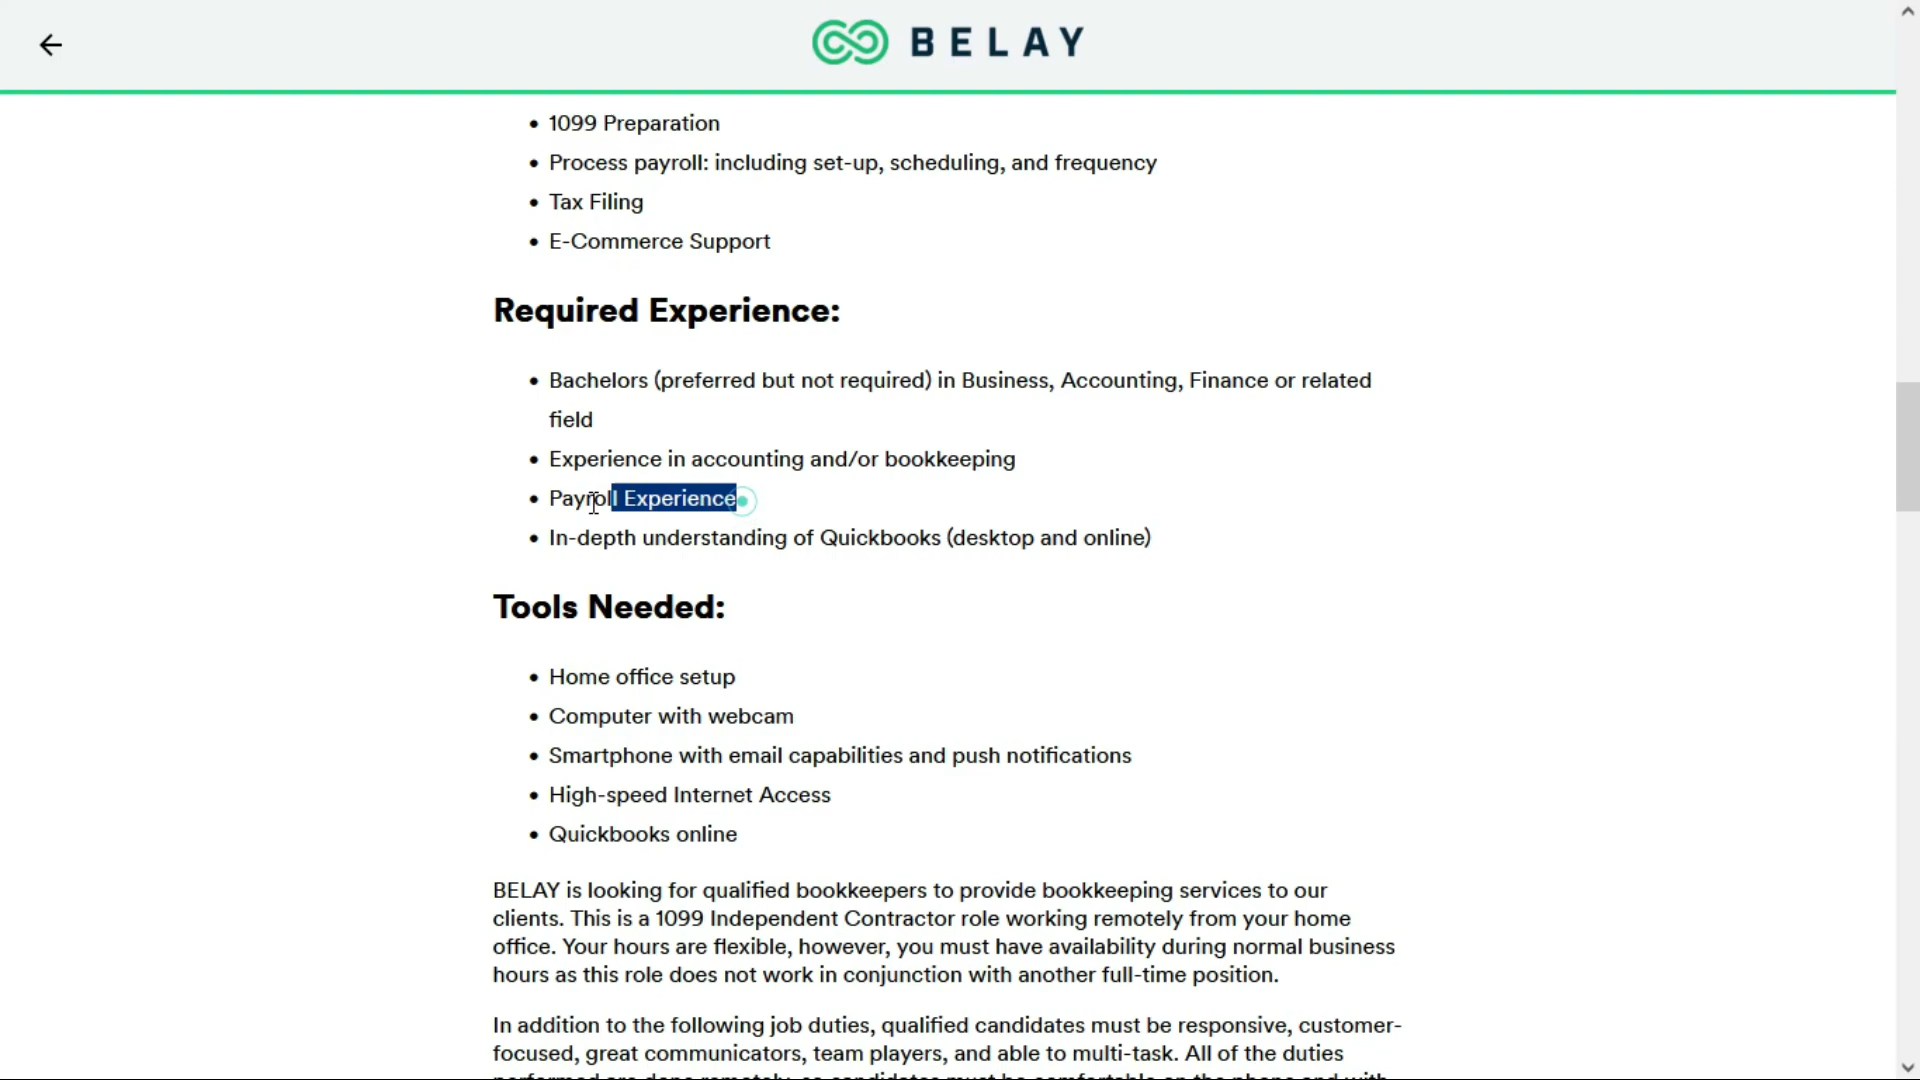 BELAY
1099 Preparation
Process payroll: including set-up, scheduling, and frequency
Tax Filing
E-Commerce Support
Required Experience:
Bachelors (preferred but not required) in Business, Accounting, Finance or related
field
Experience in accounting and/or bookkeeping
Payroll Experience
In-depth understanding of Quickbooks (desktop and online)
Tools Needed:
Home office setup
Computer with webcam
Smartphone with email capabilities and push notifications
High-speed Internet Access
Quickbooks online
BELAY is looking for qualified bookkeepers to provide bookkeeping services to our
clients. This is a 1099 Independent Contractor role working remotely from your home
office. Your hours are flexible, however, you must have availability during normal business
hours as this role does not work in conjunction with another full-time position.
In addition to the following job duties, qualified candidates must be responsive, customer-
focused, great communicators, team players, and able to multi-task. All of the duties